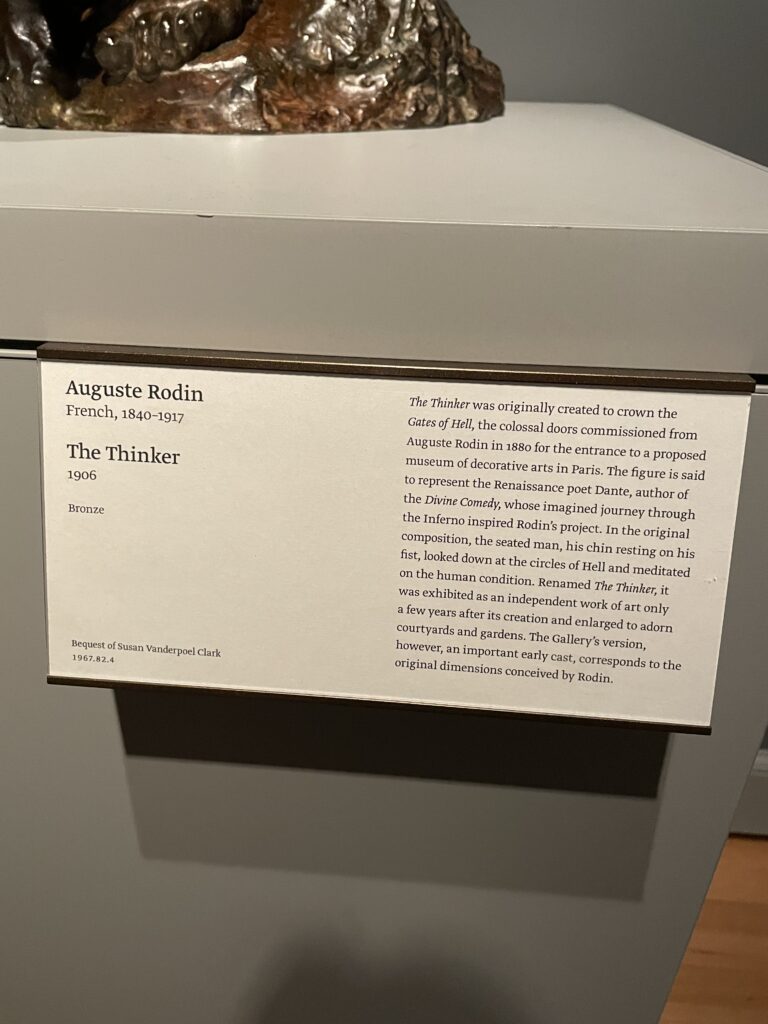 Auguste Rodin
French, 1840–1917
The Thinker
1906
Bronze
Bequest of Susan Vanderpoel Clark
1967.82.4
The Thinker was originally created to crown the
Gates of Hell, the colossal doors commissioned from
Auguste Rodin in 1880 for the entrance to a proposed
museum of decorative arts in Paris. The figure is said
to represent the Renaissance poet Dante, author of
the Divine Comedy, whose imagined journey through
the Inferno inspired Rodin's project. In the original
composition, the seated man, his chin resting on his
fist, looked down at the circles of Hell and meditated
on the human condition. Renamed The Thinker, it
was exhibited as an independent work of art only
a few years after its creation and enlarged to adorn
courtyards and gardens. The Gallery's version,
however, an important early cast, corresponds to the
original dimensions conceived by Rodin.